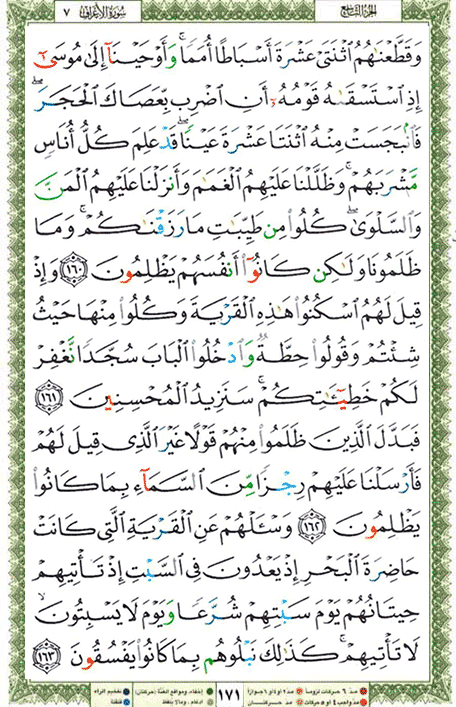 الجزء التاسع سورة الأعراف ٧
وَقَطَّعْنَٰهُمُ ٱثْنَتَىْ عَشْرَةَ أَسْبَاطًا أُمَمًا ۚ وَأَوْحَيْنَآ إِلَىٰ مُوسَىٰٓ
إِذِ ٱسْتَسْقَىٰهُ قَوْمُهُۥٓ أَنِ ٱضْرِب بِّعَصَاكَ ٱلْحَجَرَ ۖ
فَٱنۢبَجَسَتْ مِنْهُ ٱثْنَتَا عَشْرَةَ عَيْنًا ۖ قَدْ عَلِمَ كُلُّ أُنَاسٍ
مَّشْرَبَهُمْ ۚ وَظَلَّلْنَا عَلَيْهِمُ ٱلْغَمَٰمَ وَأَنزَلْنَا عَلَيْهِمُ ٱلْمَنَّ
وَٱلسَّلْوَىٰ ۖ كُلُوا۟ مِن طَيِّبَٰتِ مَا رَزَقْنَٰكُمْ ۚ وَمَا
ظَلَمُونَا وَلَٰكِن كَانُوٓا۟ أَنفُسَهُمْ يَظْلِمُونَ ١٦٠ وَإِذْ
قِيلَ لَهُمُ ٱسْكُنُوا۟ هَٰذِهِ ٱلْقَرْيَةَ وَكُلُوا۟ مِنْهَا حَيْثُ
شِئْتُمْ وَقُولُوا۟ حِطَّةٌ وَٱدْخُلُوا۟ ٱلْبَابَ سُجَّدًا نَّغْفِرْ
لَكُمْ خَطِيٓـَٰٔتِكُمْ ۚ سَنَزِيدُ ٱلْمُحْسِنِينَ ١٦١
فَبَدَّلَ ٱلَّذِينَ ظَلَمُوا۟ مِنْهُمْ قَوْلًا غَيْرَ ٱلَّذِى قِيلَ لَهُمْ
فَأَرْسَلْنَا عَلَيْهِمْ رِجْزًا مِّنَ ٱلسَّمَآءِ بِمَا كَانُوا۟
يَظْلِمُونَ ١٦٢ وَسْـَٔلْهُمْ عَنِ ٱلْقَرْيَةِ ٱلَّتِى كَانَتْ
حَاضِرَةَ ٱلْبَحْرِ إِذْ يَعْدُونَ فِى ٱلسَّبْتِ إِذْ تَأْتِيهِمْ
حِيتَانُهُمْ يَوْمَ سَبْتِهِمْ شُرَّعًا وَيَوْمَ لَا يَسْبِتُونَ ۙ
لَا تَأْتِيهِمْ ۚ كَذَٰلِكَ نَبْلُوهُم بِمَا كَانُوا۟ يَفْسُقُونَ ١٦٣
١٧١